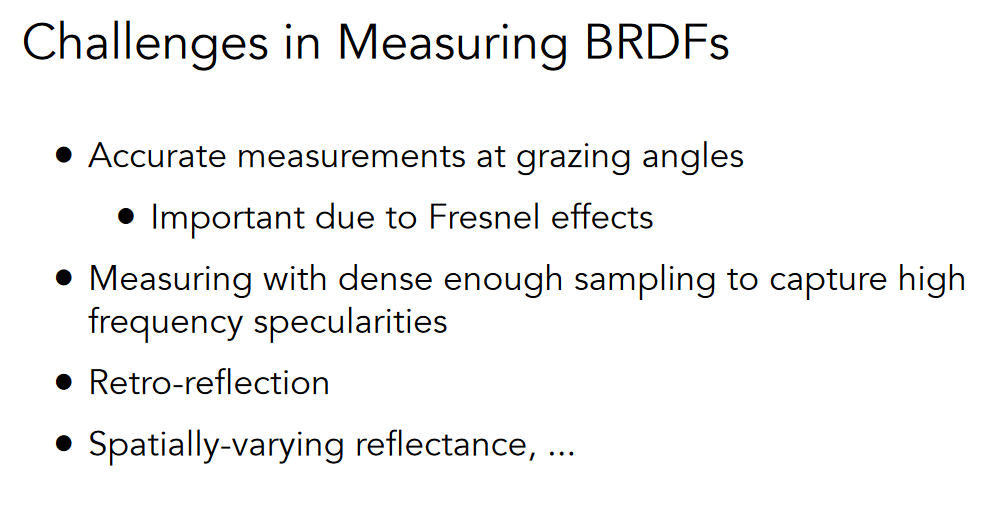 Challenges in Measuring BRDFs
• Accurate measurements at grazing angles
• Important due to Fresnel effects
• Measuring with dense enough sampling to capture high
frequency specularities
• Retro-reflection
• Spatially-varying reflectance, ...